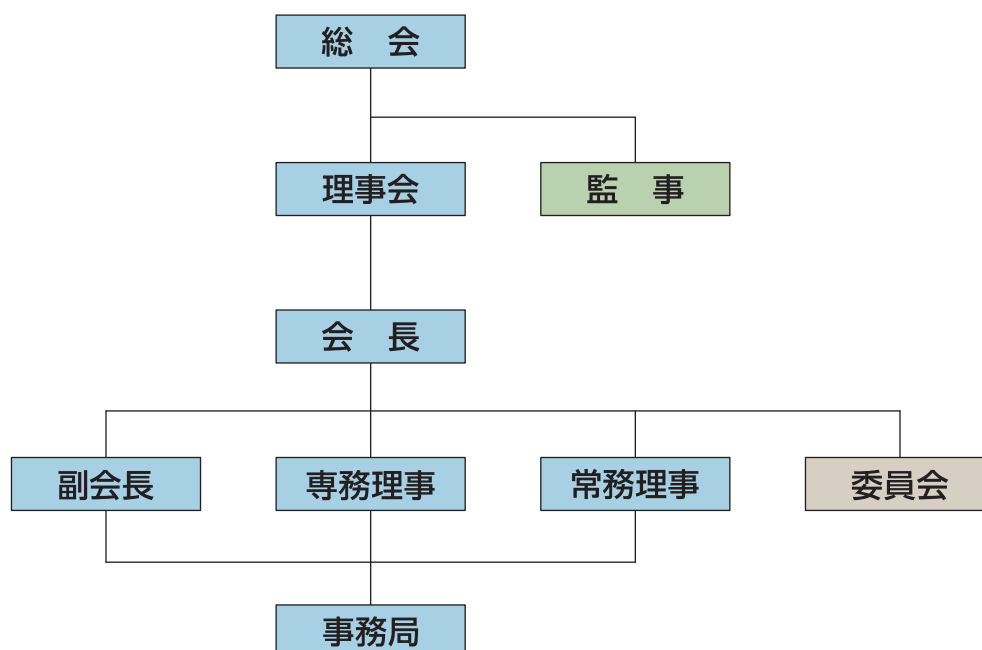 総　会
理事会
監　事
会　長
副会長
専務理事
常務理事
委員会
事務局